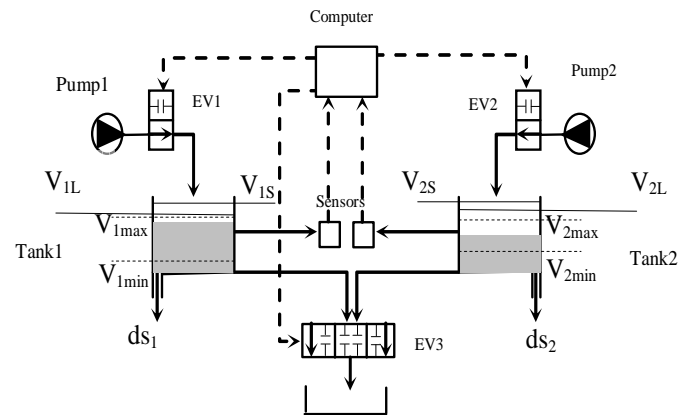 Computer
Pump1
EV1
EV2
Pump2
V1L
V1S
Sensors
V2S
V2L
V1max
V2max
Tank1
Tank2
V1min
V2min
ds1
EV3
ds2